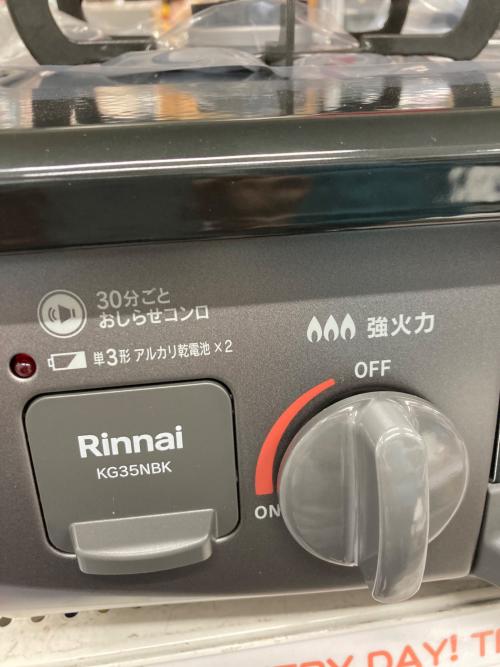 30分ごと
おしらせコンロ
単3形 アルカリ乾電池×2
強火力
OFF
Rinnai
KG35NBK
ON
DAY!